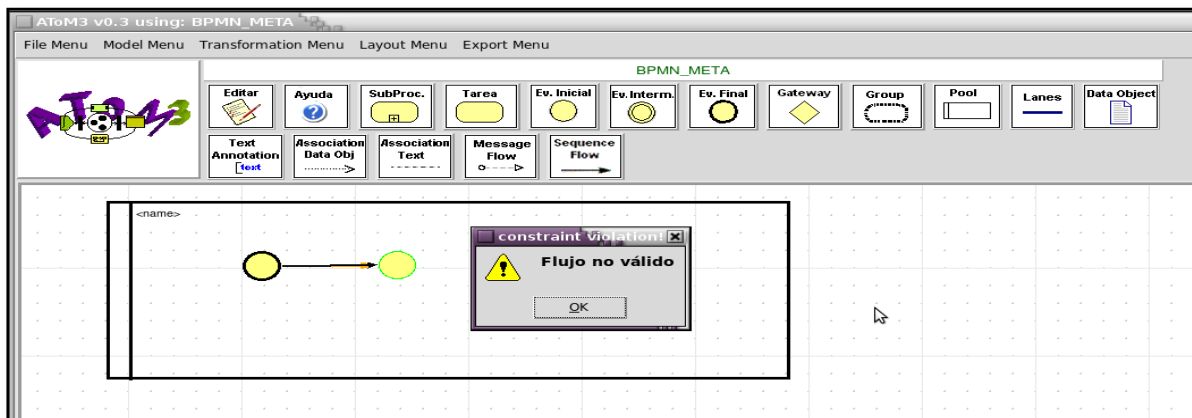 AToM3 v0.3 using: BPMN_META
File Menu Model Menu Transformation Menu Layout Menu Export Menu
BPMN_META
AToM3
Editar Ayuda SubProc. Tarea Ev. Inicial Ev.Interm. Ev. Final Gateway Group Pool Lanes Data Object
Text Annotation Association Data Obj Association Text Message Flow Sequence Flow
text
<name>
constraint violation!
Flujo no válido
OK